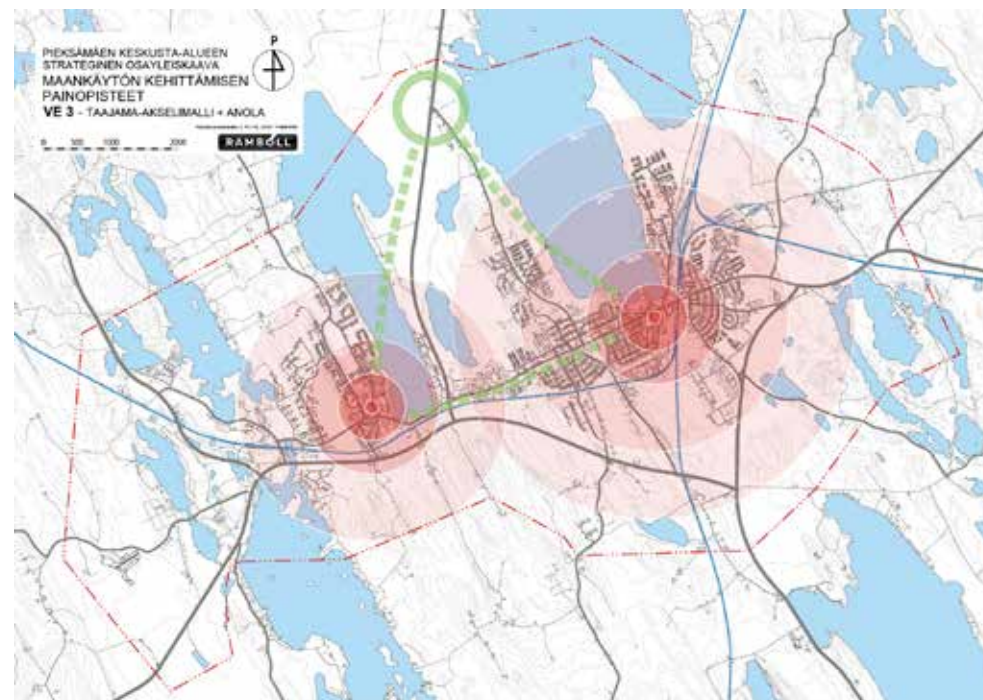 P
PIEKSÄMÄEN KESKUSTA-ALUEEN
STRATEGINEN OSAYLEISKAAVA
MAANKÄYTÖN KEHITTÄMISEN
PAINOPISTEET
VE 3 - TAAJAMA-AKSELIMALLI + ANOLA
0 500 1000 2000
RAMBOLL